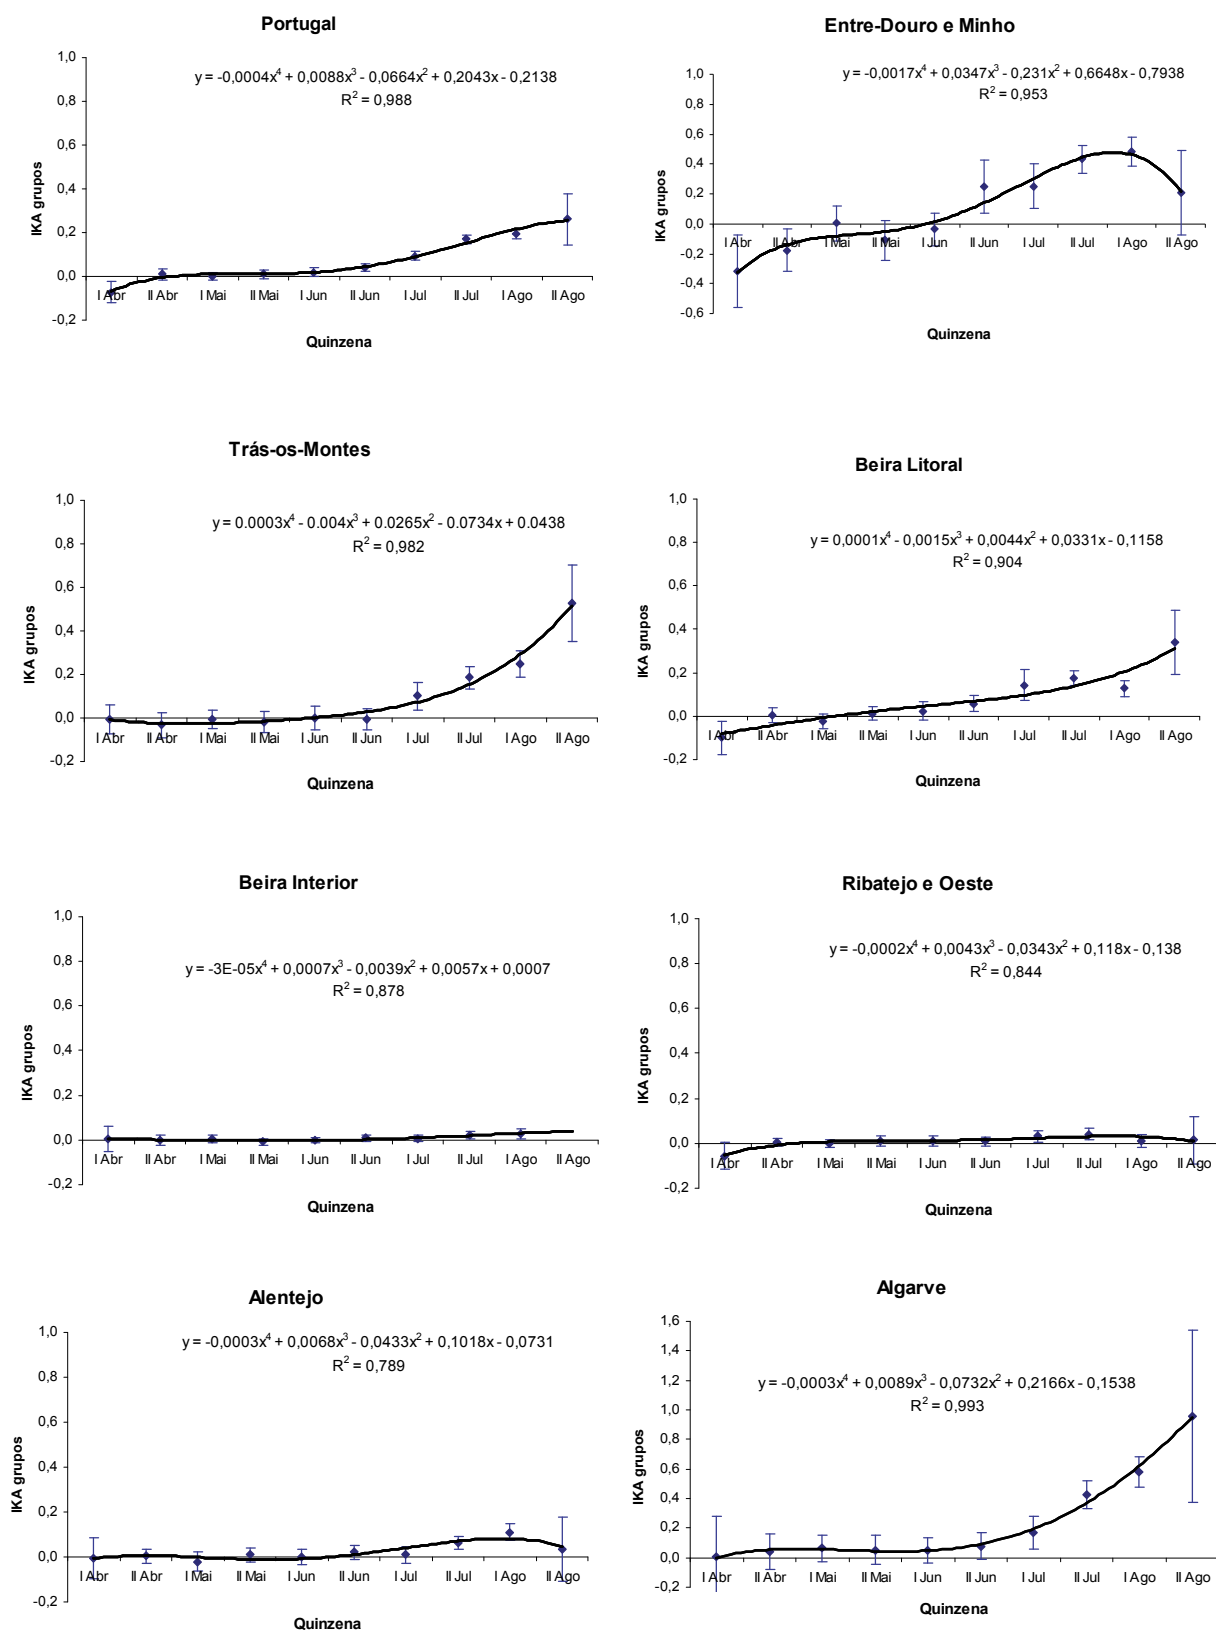 Portugal
y = -0,0004x⁴ + 0,0088x³ - 0,0664x² + 0,2043x - 0,2138
R² = 0,988
1,0
0,8
0,6
0,4
0,2
0,0
-0,2
IKA grupos
I Abr II Abr I Mai II Mai I Jun II Jun I Jul II Jul I Ago II Ago
Quinzena
Entre-Douro e Minho
y = -0,0017x⁴ + 0,0347x³ - 0,231x² + 0,6648x - 0,7938
R² = 0,953
1,0
0,8
0,6
0,4
0,2
0,0
-0,2
-0,4
-0,6
IKA grupos
I Abr II Abr I Mai II Mai I Jun II Jun I Jul II Jul I Ago II Ago
Quinzena
Trás-os-Montes
y = 0.0003x⁴ - 0.004x³ + 0.0265x² - 0.0734x + 0.0438
R² = 0,982
1,0
0,8
0,6
0,4
0,2
0,0
-0,2
IKA grupos
I Abr II Abr I Mai II Mai I Jun II Jun I Jul II Jul I Ago II Ago
Quinzena
Beira Litoral
y = 0,0001x⁴ - 0,0015x³ + 0,0044x² + 0,0331x - 0,1158
R² = 0,904
1,0
0,8
0,6
0,4
0,2
0,0
-0,2
IKA grupos
I Abr II Abr I Mai II Mai I Jun II Jun I Jul II Jul I Ago II Ago
Quinzena
Beira Interior
y = -3E-05x⁴ + 0,0007x³ - 0,0039x² + 0,0057x + 0,0007
R² = 0,878
1,0
0,8
0,6
0,4
0,2
0,0
-0,2
IKA grupos
I Abr II Abr I Mai II Mai I Jun II Jun I Jul II Jul I Ago II Ago
Quinzena
Ribatejo e Oeste
y = -0,0002x⁴ + 0,0043x³ - 0,0343x² + 0,118x - 0,138
R² = 0,844
1,0
0,8
0,6
0,4
0,2
0,0
-0,2
IKA grupos
I Abr II Abr I Mai II Mai I Jun II Jun I Jul II Jul I Ago II Ago
Quinzena
Alentejo
y = -0,0003x⁴ + 0,0068x³ - 0,0433x² + 0,1018x - 0,0731
R² = 0,789
1,0
0,8
0,6
0,4
0,2
0,0
-0,2
IKA grupos
I Abr II Abr I Mai II Mai I Jun II Jun I Jul II Jul I Ago II Ago
Quinzena
Algarve
y = -0,0003x⁴ + 0,0089x³ - 0,0732x² + 0,2166x - 0,1538
R² = 0,993
1,6
1,4
1,2
1,0
0,8
0,6
0,4
0,2
0,0
-0,2
IKA grupos
I Abr II Abr I Mai II Mai I Jun II Jun I Jul II Jul I Ago II Ago
Quinzena